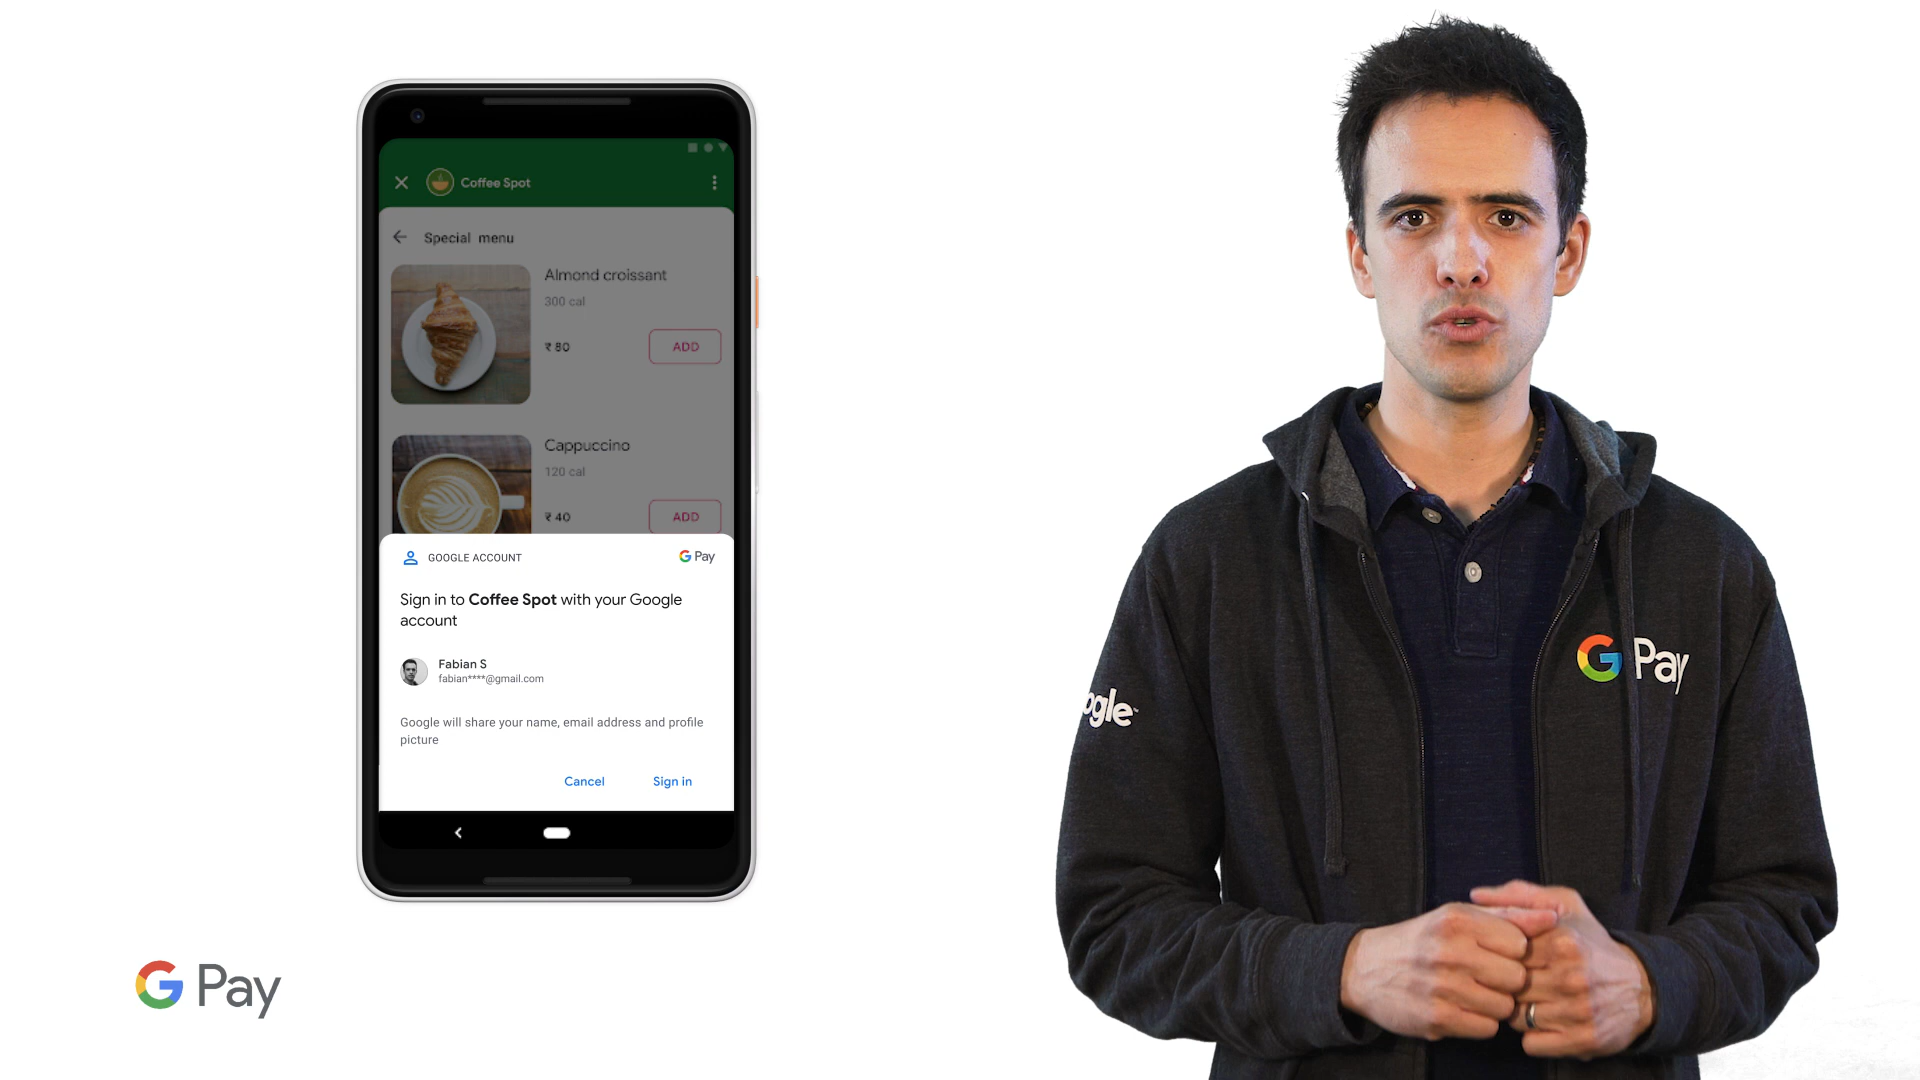 Coffee Spot
Special menu
Almond croissant
300 cal
₹ 80
ADD
Cappuccino
120 cal
₹ 40
ADD
GOOGLE ACCOUNT
G Pay
Sign in to Coffee Spot with your Google
account
Fabian S
fabian****@gmail.com
Google will share your name, email address and profile
picture
Cancel
Sign in
G Pay
ogle
G Pay